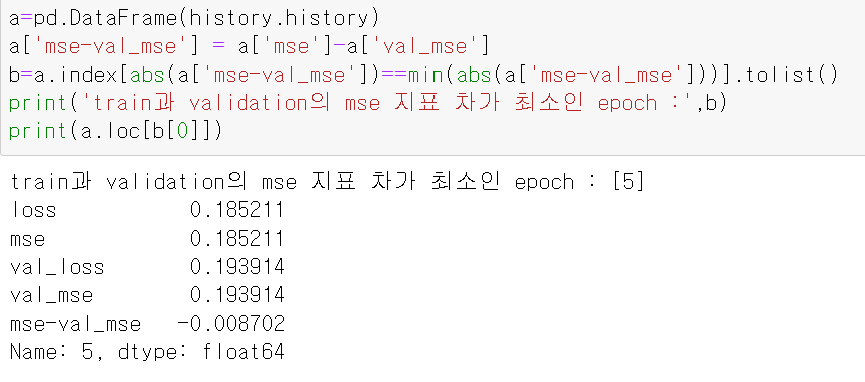 a=pd.DataFrame(history.history)
a['mse-val_mse'] = a['mse']-a['val_mse']
b=a.index[abs(a['mse-val_mse'])==min(abs(a['mse-val_mse']))].tolist()
print('train과 validation의 mse 지표 차가 최소인 epoch :',b)
print(a.loc[b[0]])
train과 validation의 mse 지표 차가 최소인 epoch : [5]
loss 0.185211
mse 0.185211
val_loss 0.193914
val_mse 0.193914
mse-val_mse -0.008702
Name: 5, dtype: float64